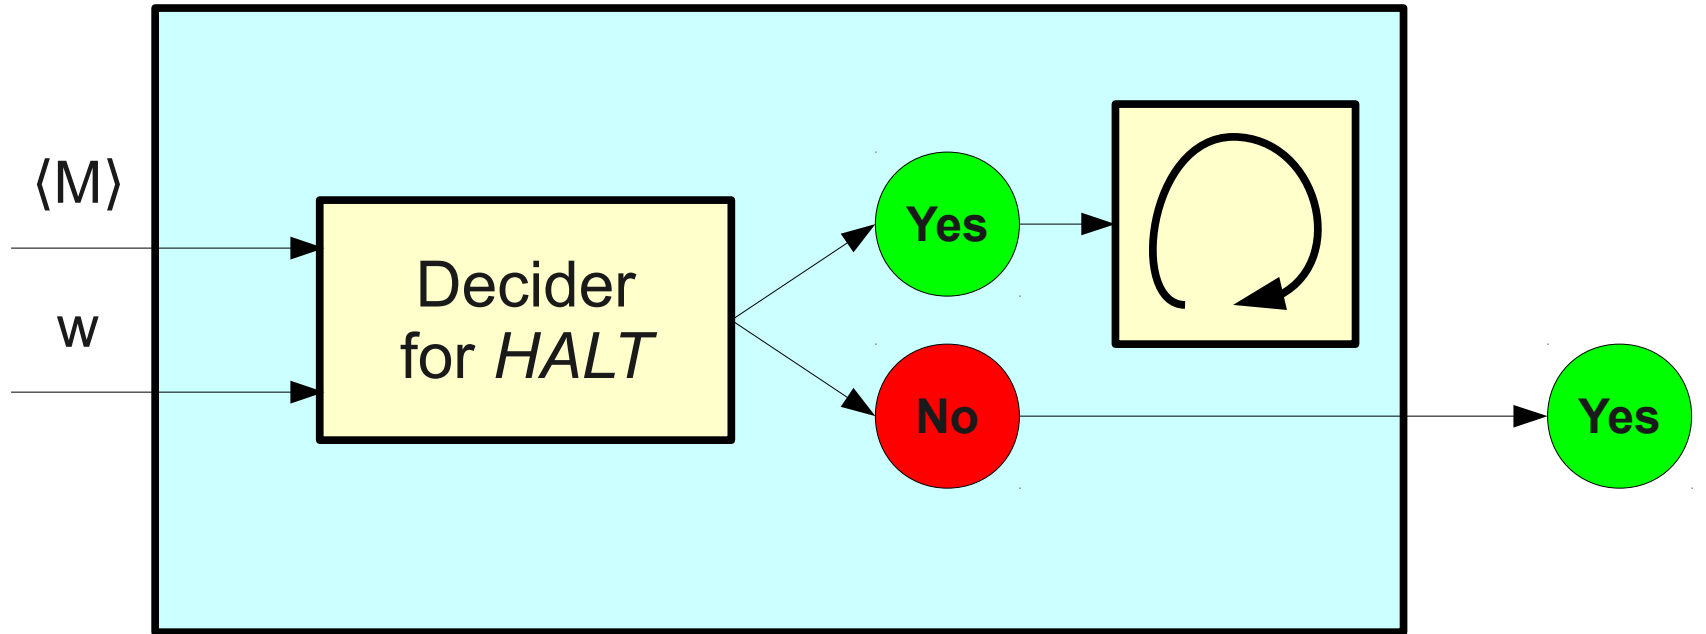 ⟨M⟩
w
Decider
for HALT
Yes
No
Yes